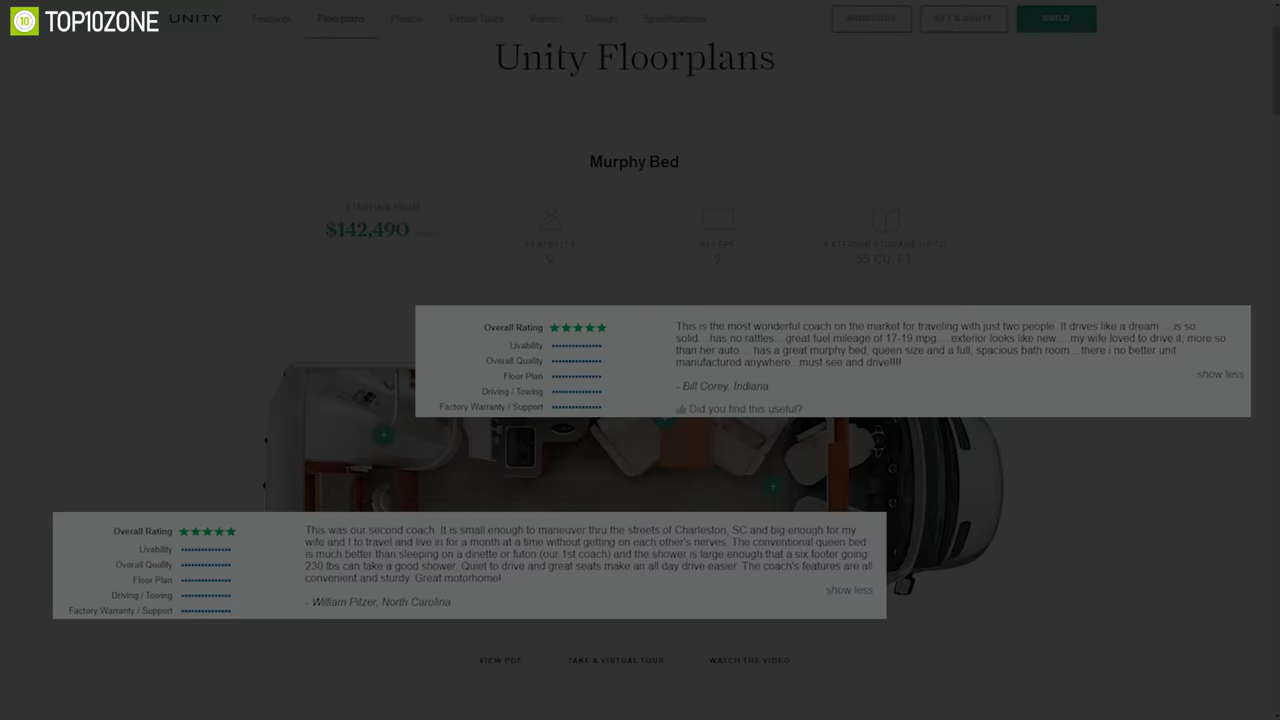 TOP10ZONE
10
UNITY
Features
Floorplans
Photos
Virtual Tours
Videos
Design
Specifications
BROCHURE
GET A QUOTE
BUILD
Unity Floorplans
Murphy Bed
STARTING FROM
$142,490
SEATBELTS
2
SLEEPS
2
EXTERIOR STORAGE UP TO
55 CU. FT
Overall Rating
Livability
Overall Quality
Floor Plan
Driving / Towing
Factory Warranty / Support
This is the most wonderful coach on the market for traveling with just two people. It drives like a dream....is so
solid....has no rattles....great fuel mileage of 17-19 mpg.....exterior looks like new.....my wife loved to drive it, more so
than her auto.....has a great murphy bed, queen size and a full, spacious bath room....there i no better unit
manufactured anywhere...must see and drive!!!!
show less
- Bill Corey, Indiana
Did you find this useful?
Overall Rating
Livability
Overall Quality
Floor Plan
Driving / Towing
Factory Warranty / Support
This was our second coach. It is small enough to maneuver thru the streets of Charleston, SC and big enough for my
wife and I to travel and live in for a month at a time without getting on each other's nerves. The conventional queen bed
is much better than sleeping on a dinette or futon (our 1st coach) and the shower is large enough that a six footer going
230 lbs can take a good shower. Quiet to drive and great seats make an all day drive easier. The coach's features are all
convenient and sturdy. Great motorhome!
show less
- William Pitzer, North Carolina
VIEW PDF
TAKE A VIRTUAL TOUR
WATCH THE VIDEO